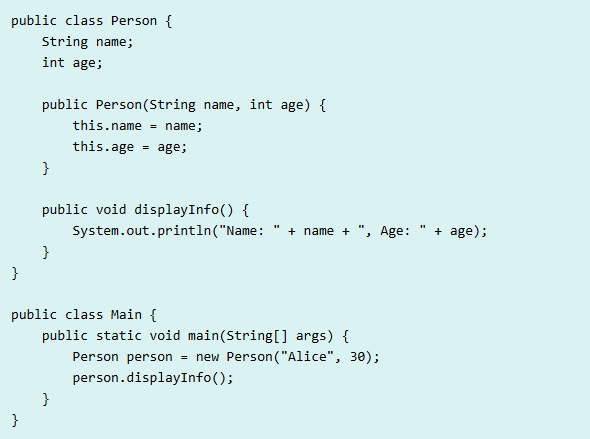 public class Person {
    String name;
    int age;

    public Person(String name, int age) {
        this.name = name;
        this.age = age;
    }

    public void displayInfo() {
        System.out.println("Name: " + name + ", Age: " + age);
    }
}

public class Main {
    public static void main(String[] args) {
        Person person = new Person("Alice", 30);
        person.displayInfo();
    }
}